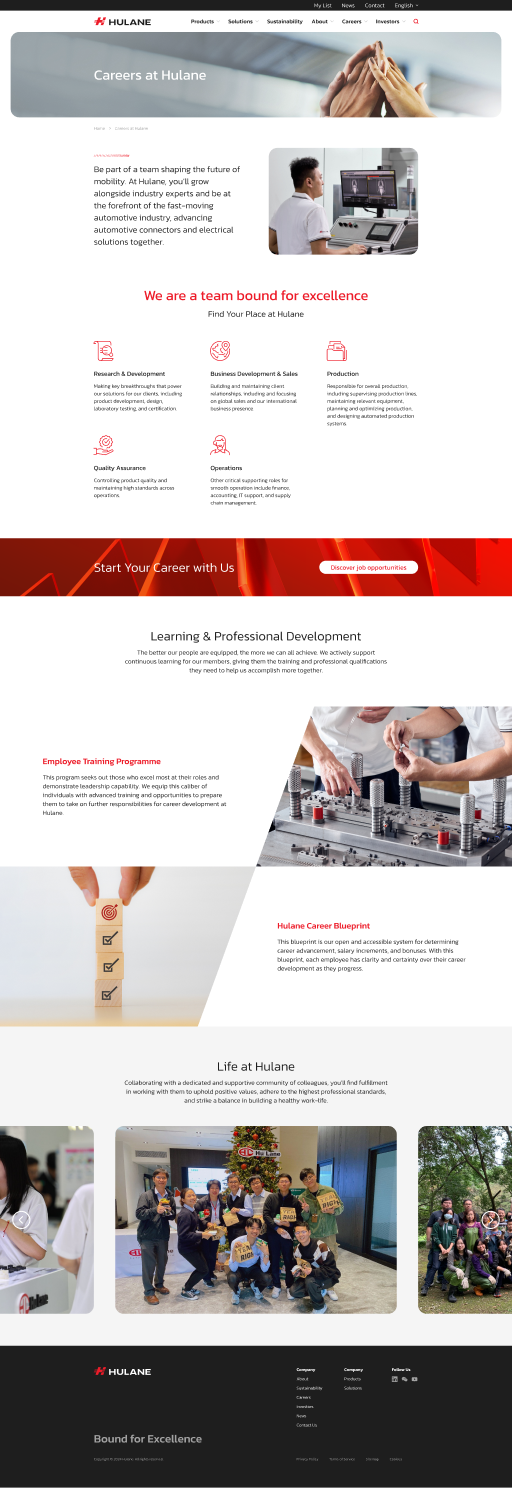 My List News Contact English
HULANE
Products Solutions Sustainability About Careers Investors
Careers at Hulane
Home > Careers at Hulane
Be part of a team shaping the future of
mobility. At Hulane, you'll grow
alongside industry experts and be at
the forefront of the fast-moving
automotive industry, advancing
automotive connectors and electrical
solutions together.
We are a team bound for excellence
Find Your Place at Hulane
Research & Development
Making key breakthroughs that power
our solutions for our clients, including
product development, design,
laboratory testing, and certification.
Business Development & Sales
Building and maintaining client
relationships, including and focusing
on global sales and our international
business presence.
Production
Responsible for overall production,
including supervising production lines,
maintaining relevant equipment,
planning and optimizing production,
and designing automated production
systems.
Quality Assurance
Controlling product quality and
maintaining high standards across
operations.
Operations
Other critical supporting roles for
smooth operation include finance,
accounting, IT support, and supply
chain management.
Start Your Career with Us
Discover job opportunities
Learning & Professional Development
The better our people are equipped, the more we can all achieve. We actively support
continuous learning for our members, giving them the training and professional qualifications
they need to help us accomplish more together.
Employee Training Programme
This program seeks out those who excel most at their roles and
demonstrate leadership capability. We equip this caliber of
individuals with advanced training and opportunities to prepare
them to take on further responsibilities for career development at
Hulane.
Hulane Career Blueprint
This blueprint is our open and accessible system for determining
career advancement, salary increments, and bonuses. With this
blueprint, each employee has clarity and certainty over their career
development as they progress.
Life at Hulane
Collaborating with a dedicated and supportive community of colleagues, you'll find fulfillment
in working with them to uphold positive values, adhere to the highest professional standards,
and strike a balance in building a healthy work-life.
Hu Lane
TEAM
RIGH
HULANE
Company
About
Sustainability
Careers
Investors
News
Contact Us
Company
Products
Solutions
Follow Us
Bound for Excellence
Privacy Policy Terms of Service Site Map Cookies